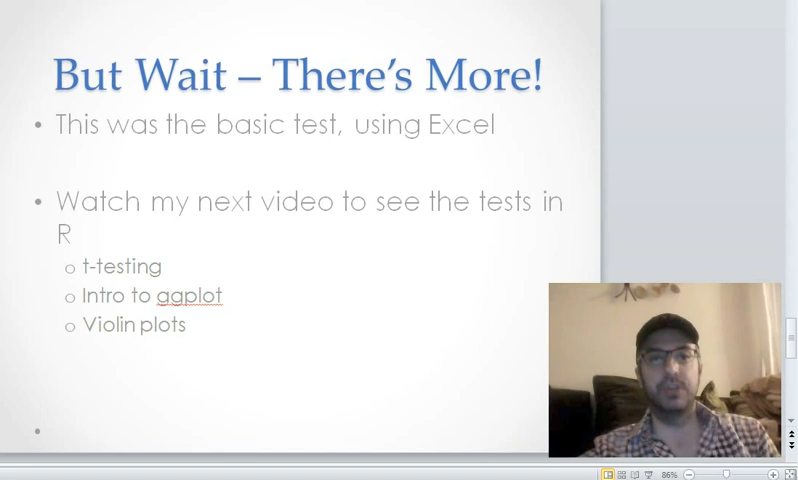 But Wait – There's More!
• This was the basic test, using Excel
• Watch my next video to see the tests in
R
o t-testing
o Intro to ggplot
o Violin plots
•
86%